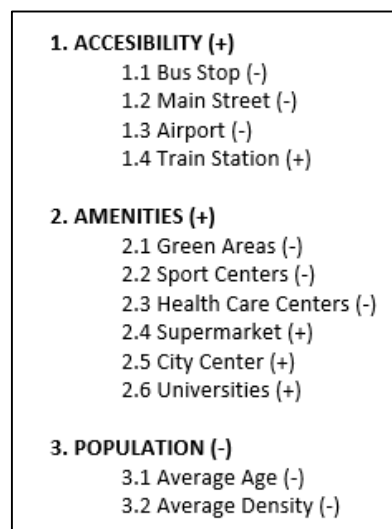 1. ACCESIBILITY (+)
1.1 Bus Stop (-)
1.2 Main Street (-)
1.3 Airport (-)
1.4 Train Station (+)
2. AMENITIES (+)
2.1 Green Areas (-)
2.2 Sport Centers (-)
2.3 Health Care Centers (-)
2.4 Supermarket (+)
2.5 City Center (+)
2.6 Universities (+)
3. POPULATION (-)
3.1 Average Age (-)
3.2 Average Density (-)